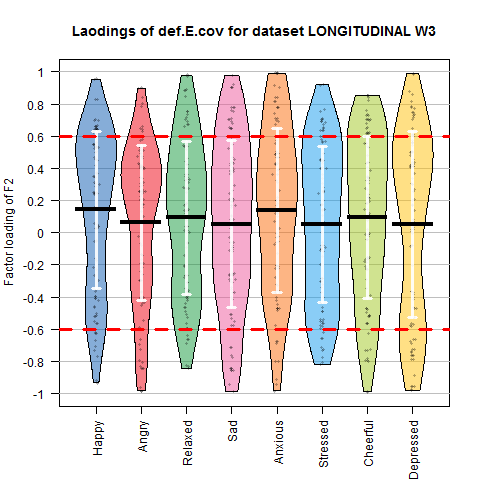 Laodings of def.E.cov for dataset LONGITUDINAL W3
Factor loading of F2
1
0.8
0.6
0.4
0.2
0
-0.2
-0.4
-0.6
-0.8
-1
Happy
Angry
Relaxed
Sad
Anxious
Stressed
Cheerful
Depressed